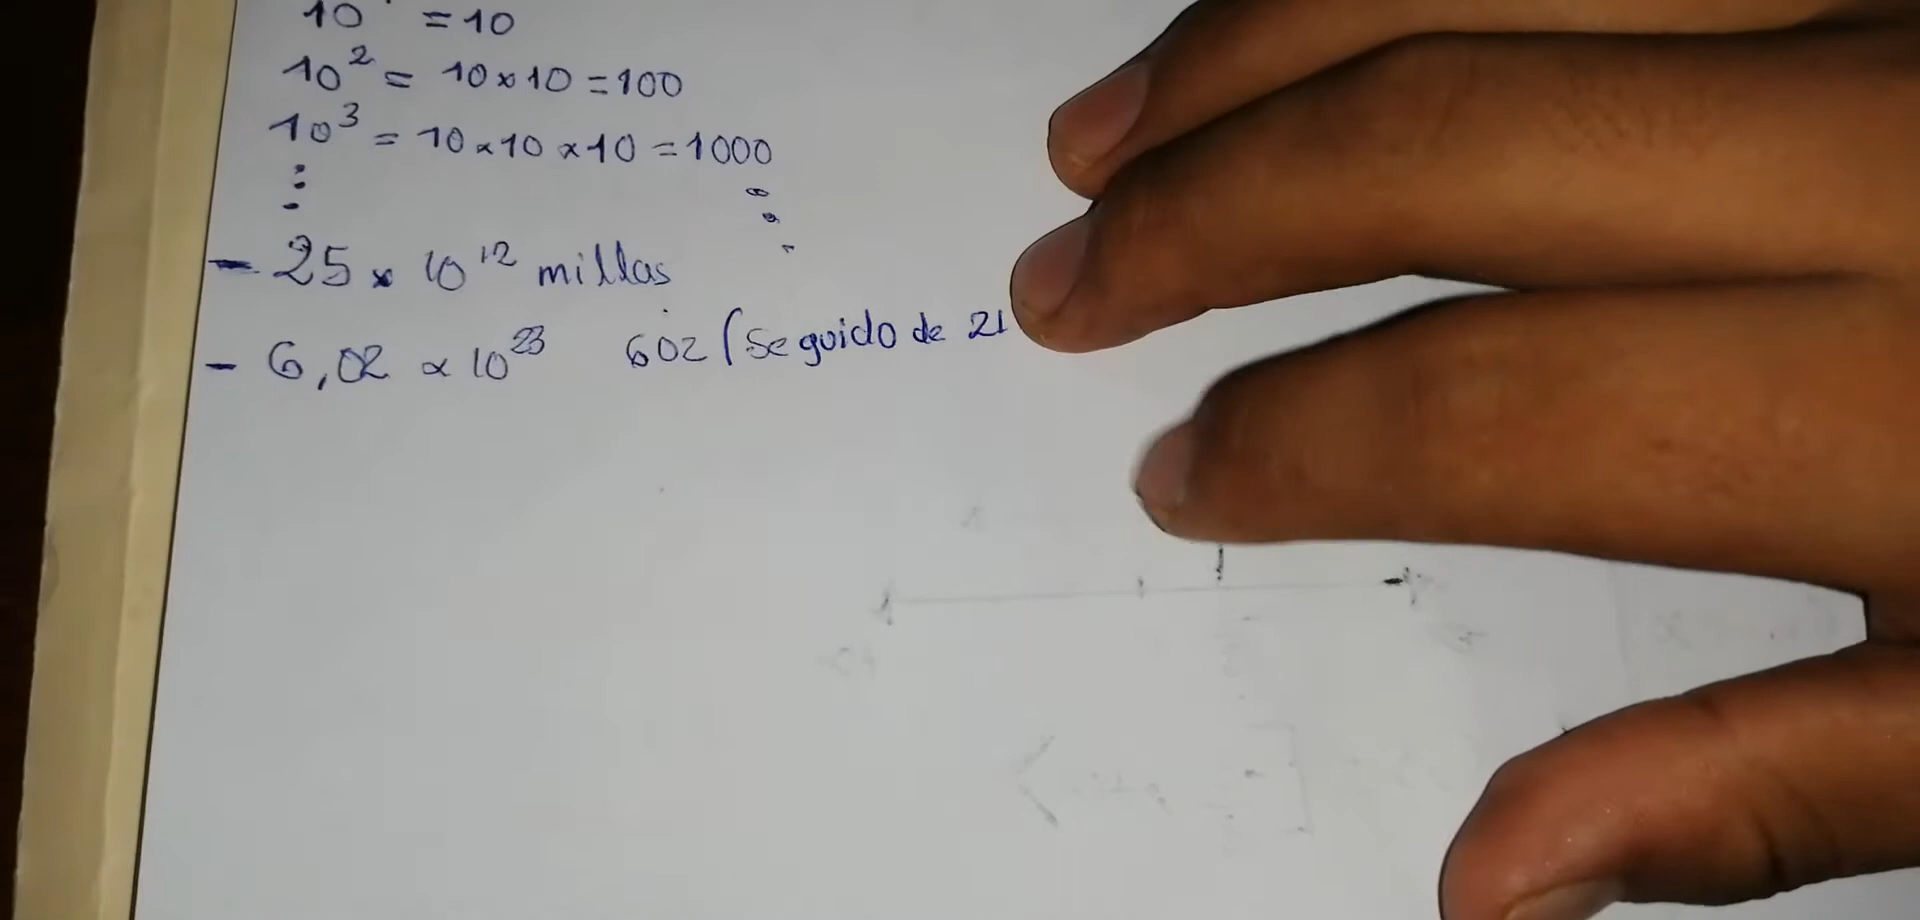 10 = 10
10² = 10 × 10 = 100
10³ = 10 × 10 × 10 = 1000
- 25 × 10¹² millas
- 6,02 × 10²³ 602 (Seguido de 21